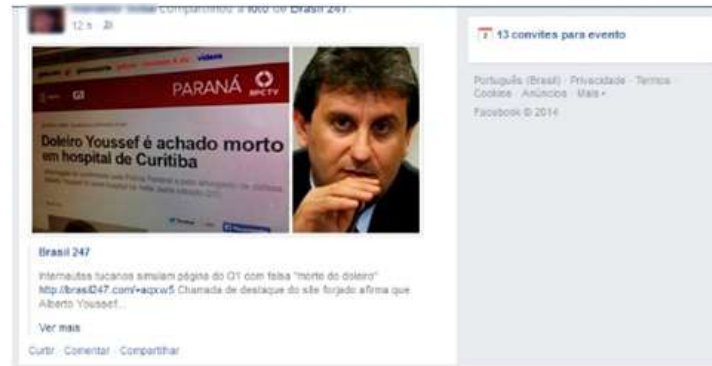 Compartilhou a foto de Brasil 247.
12 h
13 convites para evento
Português (Brasil) · Privacidade · Termos ·
Cookies · Anúncios · Mais
Facebook © 2014
G1
PARANÁ
RPCTV
Doleiro Youssef é achado morto
em hospital de Curitiba
Brasil 247
Internautas tucanos simulam página do G1 com falsa "morte do doleiro"
http://brasil247.com/+aqxw5 Chamada de destaque do site forjado afirma que
Alberto Youssef...
Ver mais
Curtir · Comentar · Compartilhar